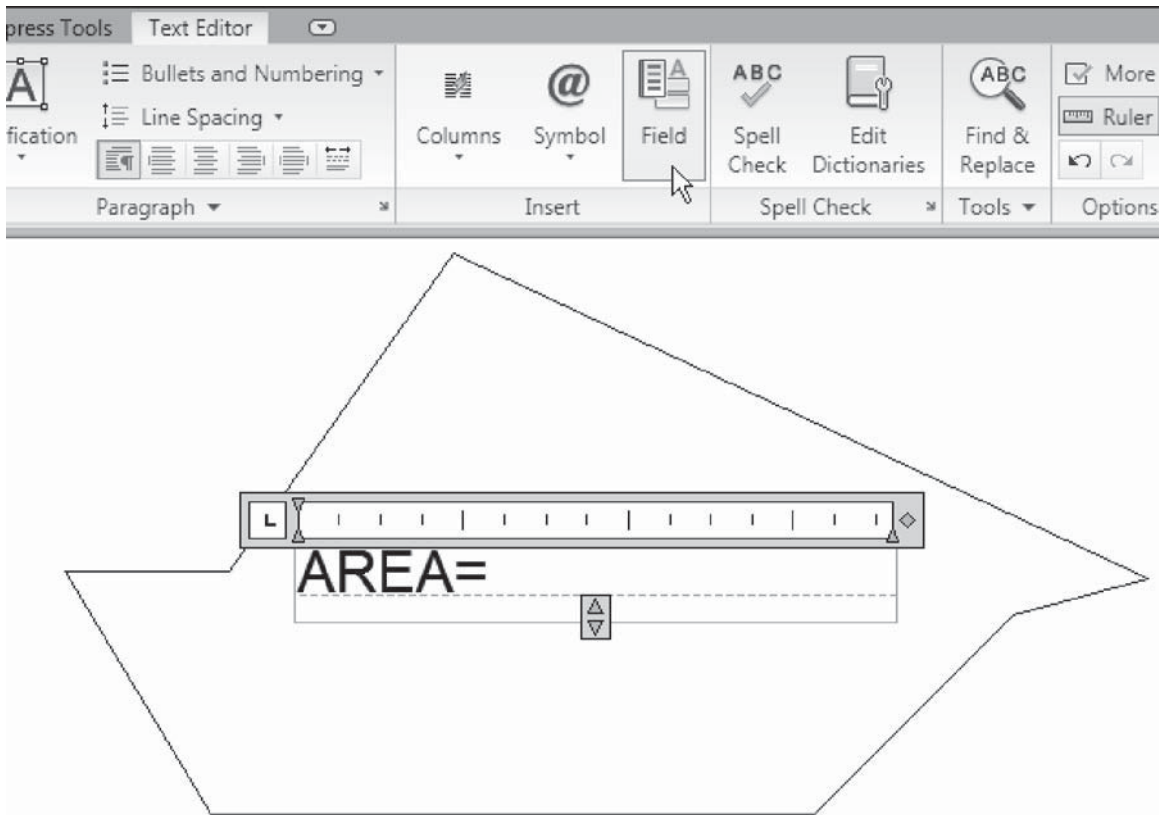 press Tools Text Editor
A Bullets and Numbering
Line Spacing
fication
Columns Symbol Field
ABC Spell Check Edit Dictionaries
ABC Find & Replace
More
Ruler
Paragraph Insert Spell Check Tools Options
L
AREA=